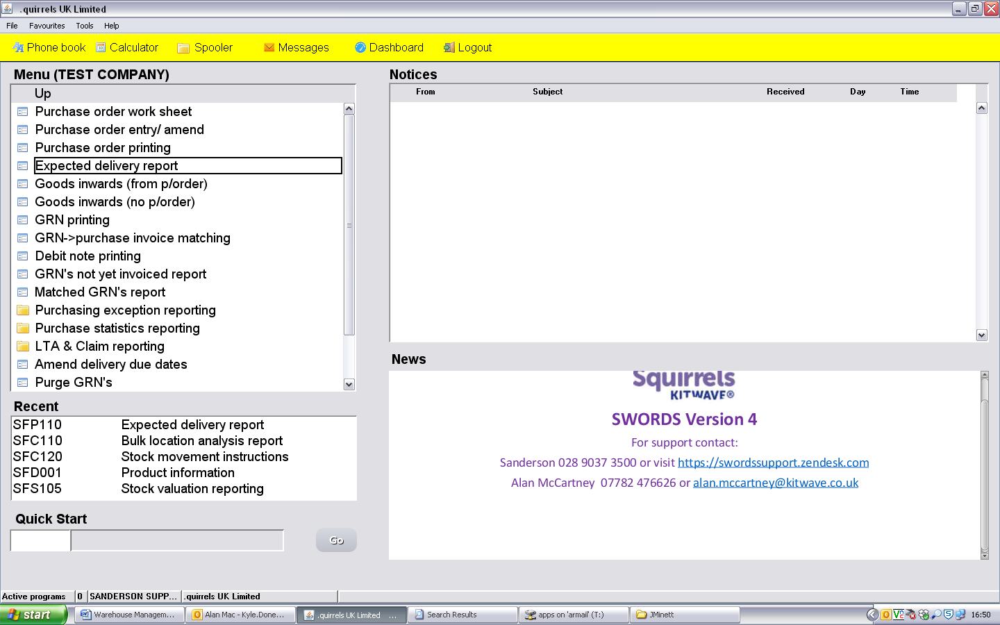 .quirrels UK Limited
File Favourites Tools Help
Phone book Calculator Spooler Messages Dashboard Logout
Menu (TEST COMPANY)
Up
Purchase order work sheet
Purchase order entry/ amend
Purchase order printing
Expected delivery report
Goods inwards (from p/order)
Goods inwards (no p/order)
GRN printing
GRN->purchase invoice matching
Debit note printing
GRN's not yet invoiced report
Matched GRN's report
Purchasing exception reporting
Purchase statistics reporting
LTA & Claim reporting
Amend delivery due dates
Purge GRN's
Recent
SFP110 Expected delivery report
SFC110 Bulk location analysis report
SFC120 Stock movement instructions
SFD001 Product information
SFS105 Stock valuation reporting
Quick Start
Go
Notices
From Subject Received Day Time
News
Squirrels
KITWAVE®
SWORDS Version 4
For support contact:
Sanderson 028 9037 3500 or visit https://swordssupport.zendesk.com
Alan McCartney 07782 476626 or alan.mccartney@kitwave.co.uk
Active programs 0 SANDERSON SUPP... .quirrels UK Limited
start Warehouse Managem... Alan Mac - Kyle.Done... .quirrels UK Limited ... Search Results apps on 'armail' (T:) JMinett 16:50